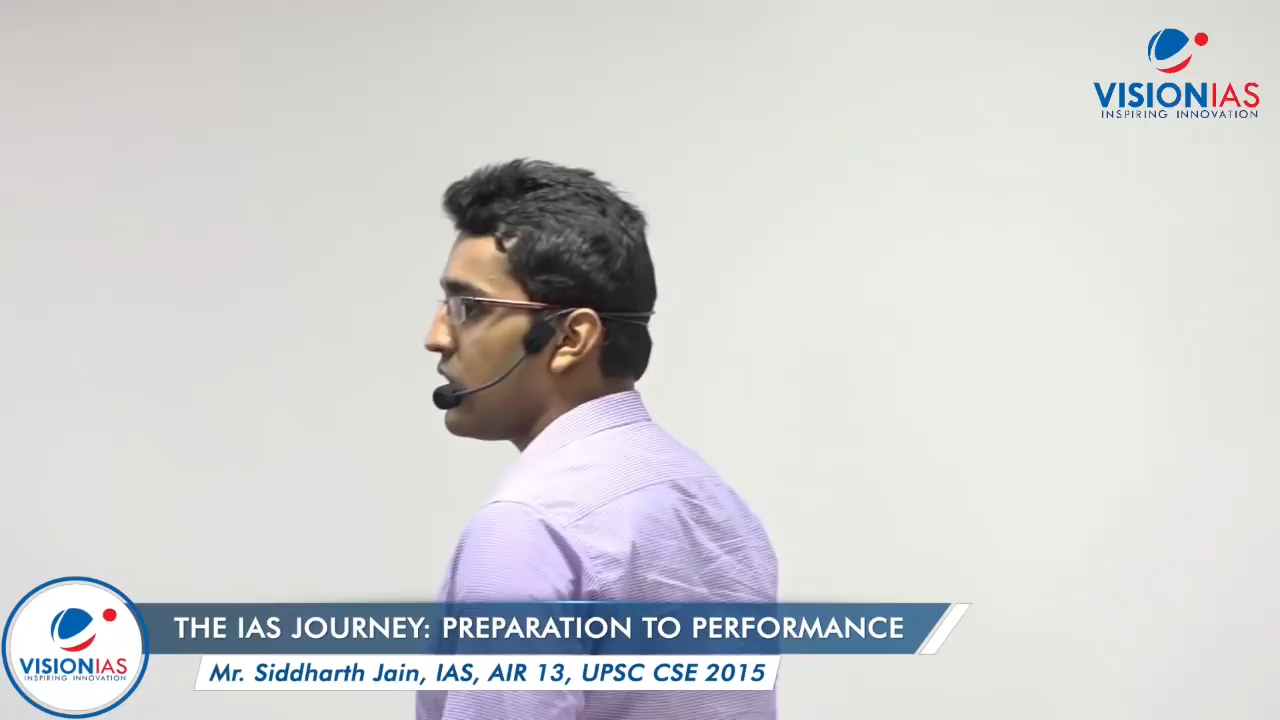 VISIONIAS
INSPIRING INNOVATION
THE IAS JOURNEY: PREPARATION TO PERFORMANCE
Mr. Siddharth Jain, IAS, AIR 13, UPSC CSE 2015
VISIONIAS
INSPIRING INNOVATION